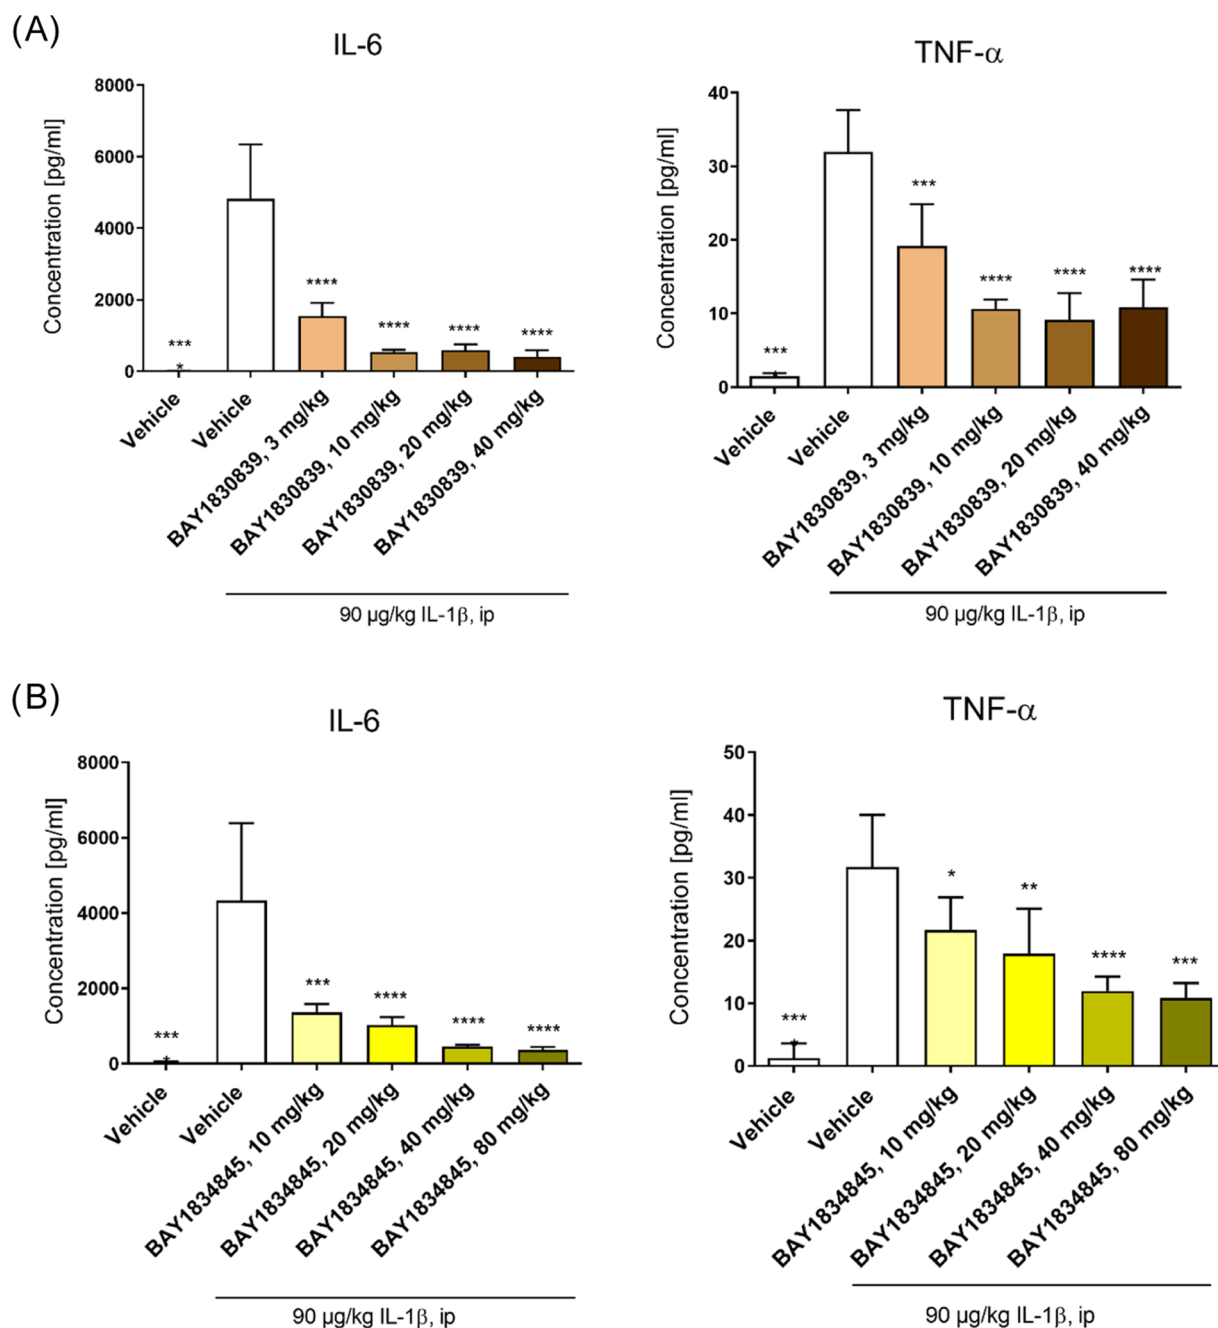 (A)
IL-6
Concentration [pg/ml]
8000
6000
4000
2000
0
***
*
****
****
****
****
Vehicle
Vehicle
BAY1830839, 3 mg/kg
BAY1830839, 10 mg/kg
BAY1830839, 20 mg/kg
BAY1830839, 40 mg/kg
90 µg/kg IL-1β, ip
TNF-α
Concentration [pg/ml]
40
30
20
10
0
***
*
***
****
****
****
Vehicle
Vehicle
BAY1830839, 3 mg/kg
BAY1830839, 10 mg/kg
BAY1830839, 20 mg/kg
BAY1830839, 40 mg/kg
90 µg/kg IL-1β, ip
(B)
IL-6
Concentration [pg/ml]
8000
6000
4000
2000
0
***
*
***
****
****
****
Vehicle
Vehicle
BAY1834845, 10 mg/kg
BAY1834845, 20 mg/kg
BAY1834845, 40 mg/kg
BAY1834845, 80 mg/kg
90 µg/kg IL-1β, ip
TNF-α
Concentration [pg/ml]
50
40
30
20
10
0
***
*
*
**
****
***
Vehicle
Vehicle
BAY1834845, 10 mg/kg
BAY1834845, 20 mg/kg
BAY1834845, 40 mg/kg
BAY1834845, 80 mg/kg
90 µg/kg IL-1β, ip